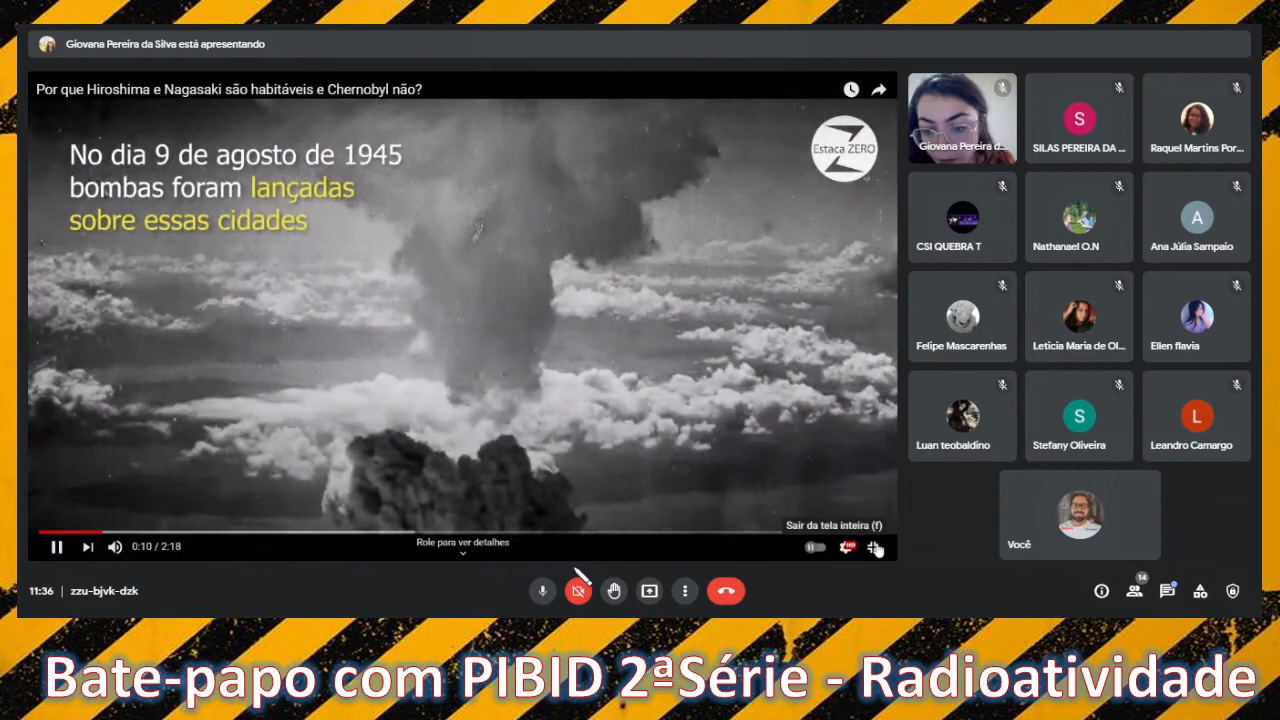 Giovana Pereira da Silva está apresentando
Por que Hiroshima e Nagasaki são habitáveis e Chernobyl não?
No dia 9 de agosto de 1945
bombas foram lançadas
sobre essas cidades
Estaca ZERO
Sair da tela inteira (f)
0:10 / 2:18
Role para ver detalhes
HD
Giovana Pereira d...
S
SILAS PEREIRA DA ...
Raquel Martins Por...
CSI QUEBRA T
Nathanael O.N
A
Ana Júlia Sampaio
Felipe Mascarenhas
Leticia Maria de Ol...
Ellen flavia
Luan teobaldino
S
Stefany Oliveira
L
Leandro Camargo
Você
11:36 | zzu-bjvk-dzk
14
Bate-papo com PIBID 2ªSérie - Radioatividade